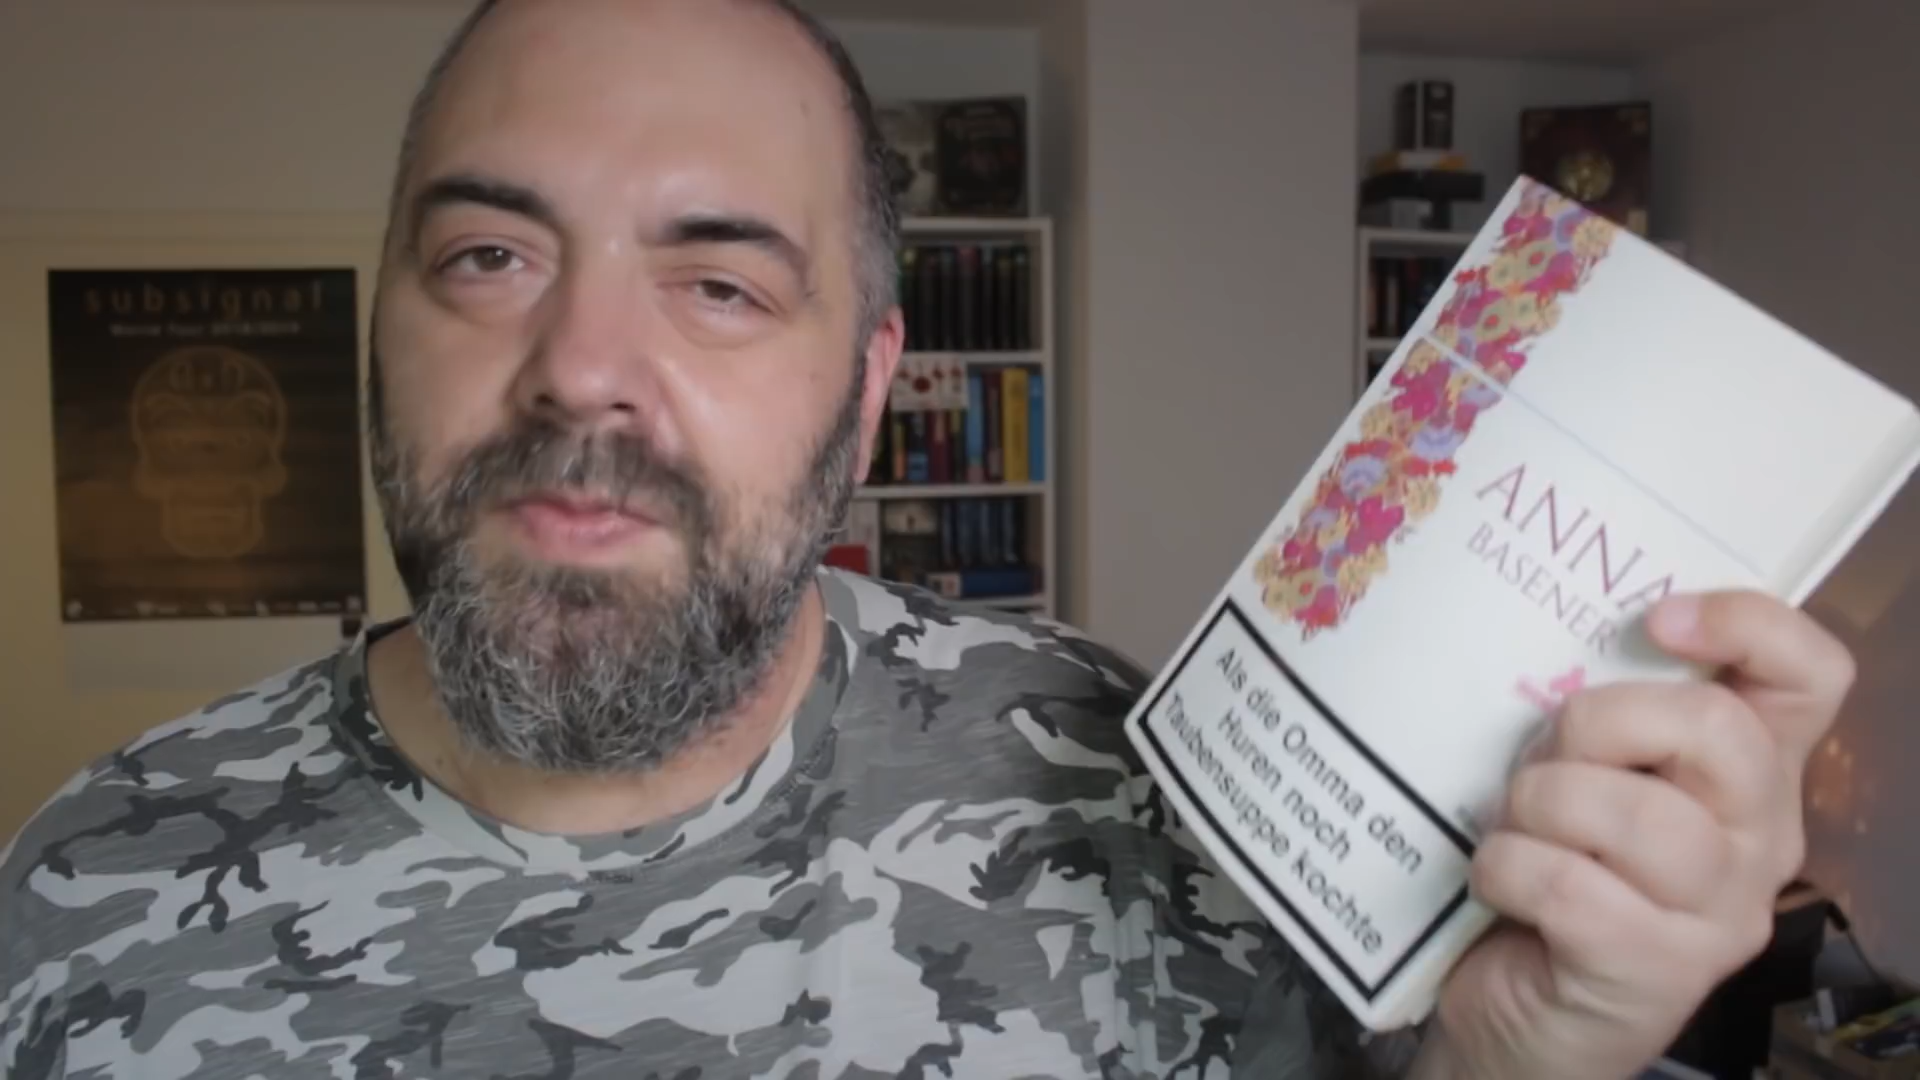 subsignal
ANNA
BASENER
Als die Omma den
Huren noch
Taubensuppe kochte